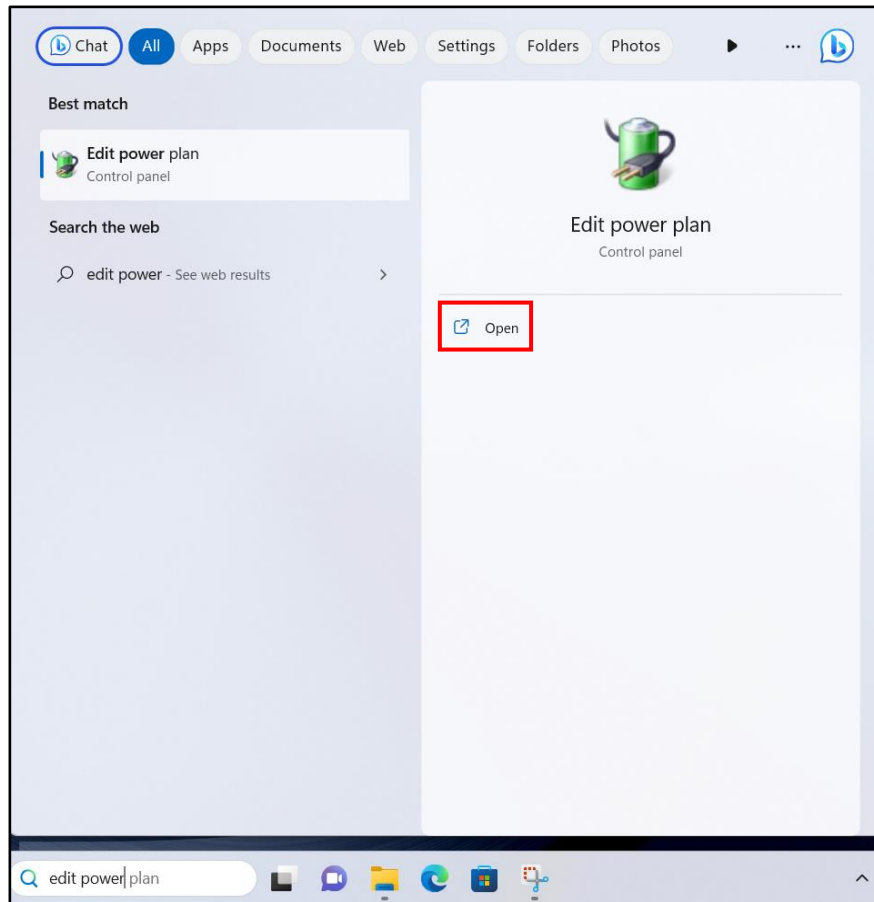 Chat All Apps Documents Web Settings Folders Photos
Best match
Edit power plan
Control panel
Search the web
edit power - See web results
Edit power plan
Control panel
Open
edit power plan